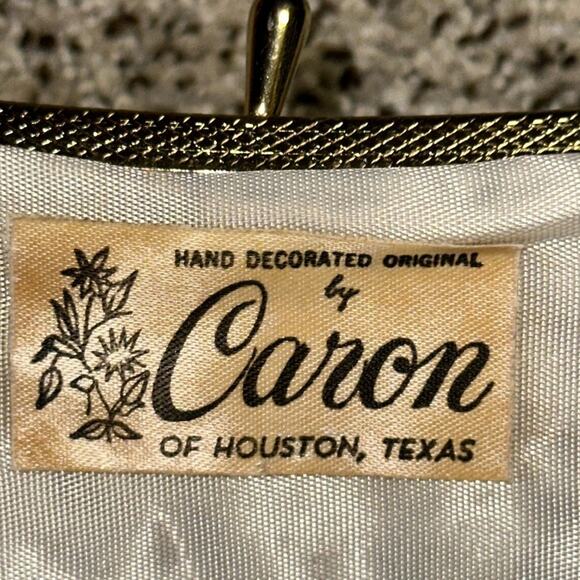 HAND DECORATED ORIGINAL
by
Caron
OF HOUSTON, TEXAS